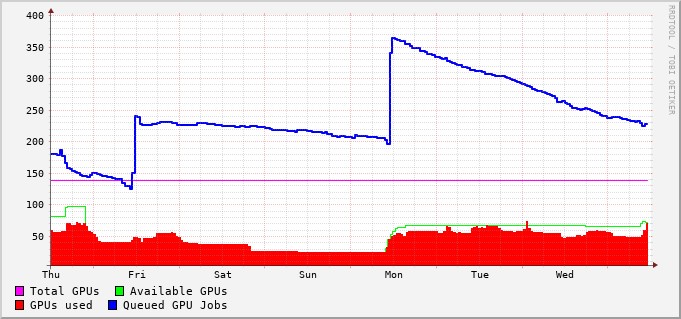 RRDTOOL / TOBI OETIKER
400
350
300
250
200
150
100
50
Thu Fri Sat Sun Mon Tue Wed
Total GPUs Available GPUs
GPUs used Queued GPU Jobs